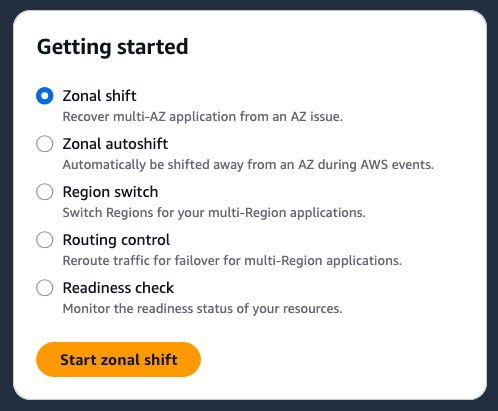 Getting started
Zonal shift
Recover multi-AZ application from an AZ issue.
Zonal autoshift
Automatically be shifted away from an AZ during AWS events.
Region switch
Switch Regions for your multi-Region applications.
Routing control
Reroute traffic for failover for multi-Region applications.
Readiness check
Monitor the readiness status of your resources.
Start zonal shift